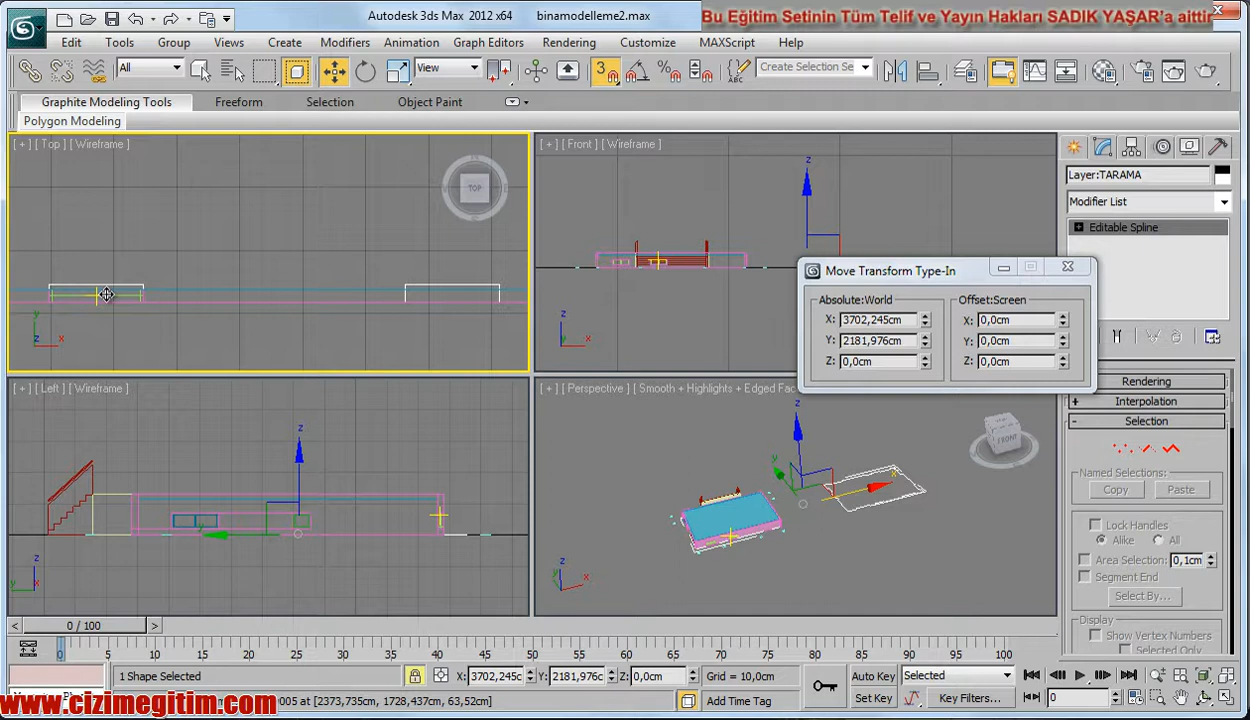 Autodesk 3ds Max 2012 x64 binamodelleme2.max
Bu Eğitim Setinin Tüm Telif ve Yayın Hakları SADIK YAŞAR'a aittir
Edit Tools Group Views Create Modifiers Animation Graph Editors Rendering Customize MAXScript Help
All View 3 Create Selection Se
Graphite Modeling Tools Freeform Selection Object Paint
Polygon Modeling
[ + ] [ Top ] [ Wireframe ]
TOP
[ + ] [ Front ] [ Wireframe ]
Layer:TARAMA
Modifier List
Editable Spline
Move Transform Type-In
Absolute:World Offset:Screen
X: 3702,245cm X: 0,0cm
Y: 2181,976cm Y: 0,0cm
Z: 0,0cm Z: 0,0cm
[ + ] [ Left ] [ Wireframe ]
[ + ] [ Perspective ] [ Smooth + Highlights + Edged Fac
FRONT
Rendering
Interpolation
Selection
Named Selections:
Copy Paste
Lock Handles
Alike All
Area Selection: 0,1cm
Segment End
Select By...
Display
Show Vertex Numbers
Selected Only
0 / 100
0 5 10 15 20 25 30 35 40 45 50 55 60 65 70 75 80 85 90 95 100
1 Shape Selected X: 3702,245c Y: 2181,976c Z: 0,0cm Grid = 10,0cm Auto Key Selected
www.cizimegitim.com 005 at [2373,735cm, 1728,437cm, 63,52cm] Add Time Tag Set Key Key Filters... 0